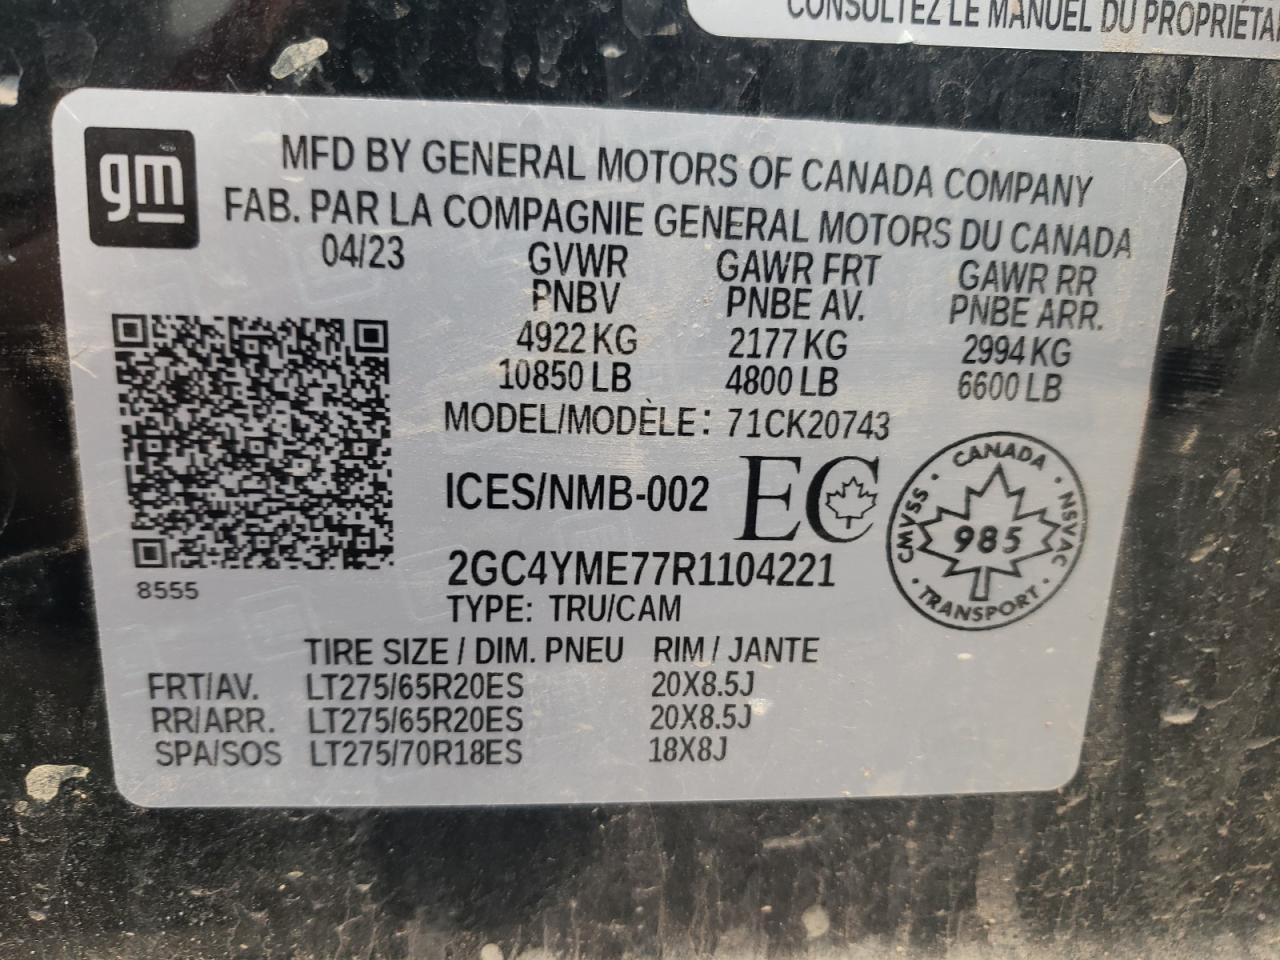 CONSULTEZ LE MANUEL DU PROPRIÉTAI
gm
MFD BY GENERAL MOTORS OF CANADA COMPANY
FAB. PAR LA COMPAGNIE GENERAL MOTORS DU CANADA
04/23 GVWR GAWR FRT GAWR RR
PNBV PNBE AV. PNBE ARR.
4922 KG 2177 KG 2994 KG
10850 LB 4800 LB 6600 LB
MODEL/MODÈLE: 71CK20743
ICES/NMB-002 EC
CANADA
CMVSS 985 NSVAC
TRANSPORT
2GC4YME77R1104221
8555
TYPE: TRU/CAM
TIRE SIZE / DIM. PNEU RIM / JANTE
FRT/AV. LT275/65R20ES 20X8.5J
RR/ARR. LT275/65R20ES 20X8.5J
SPA/SOS LT275/70R18ES 18X8J